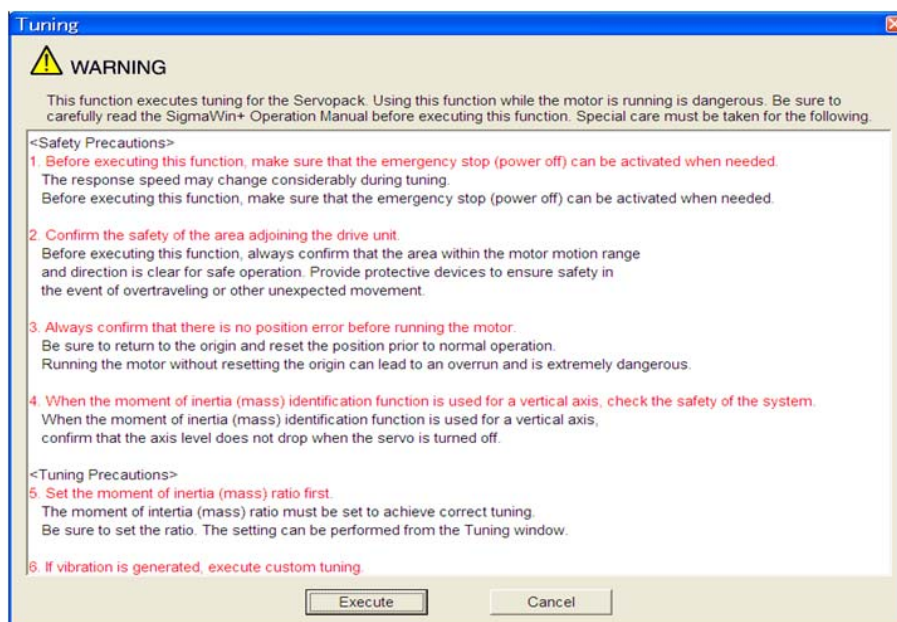 Tuning
WARNING
This function executes tuning for the Servopack. Using this function while the motor is running is dangerous. Be sure to
carefully read the SigmaWin+ Operation Manual before executing this function. Special care must be taken for the following.
<Safety Precautions>
1. Before executing this function, make sure that the emergency stop (power off) can be activated when needed.
The response speed may change considerably during tuning.
Before executing this function, make sure that the emergency stop (power off) can be activated when needed.
2. Confirm the safety of the area adjoining the drive unit.
Before executing this function, always confirm that the area within the motor motion range
and direction is clear for safe operation. Provide protective devices to ensure safety in
the event of overtraveling or other unexpected movement.
3. Always confirm that there is no position error before running the motor.
Be sure to return to the origin and reset the position prior to normal operation.
Running the motor without resetting the origin can lead to an overrun and is extremely dangerous.
4. When the moment of inertia (mass) identification function is used for a vertical axis, check the safety of the system.
When the moment of inertia (mass) identification function is used for a vertical axis,
confirm that the axis level does not drop when the servo is turned off.
<Tuning Precautions>
5. Set the moment of inertia (mass) ratio first.
The moment of intertia (mass) ratio must be set to achieve correct tuning.
Be sure to set the ratio. The setting can be performed from the Tuning window.
6. If vibration is generated, execute custom tuning.
Execute
Cancel